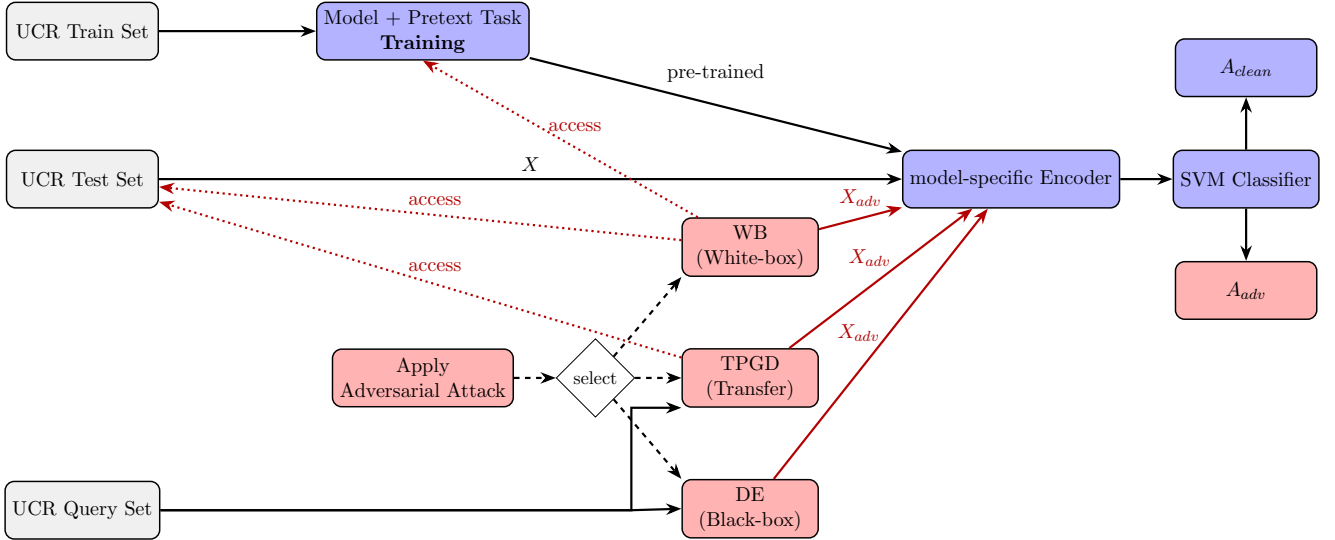 UCR Train Set
Model + Pretext Task
Training
pre-trained
A_clean
access
UCR Test Set
X
model-specific Encoder
SVM Classifier
access
X_adv
WB
(White-box)
access
X_adv
A_adv
X_adv
Apply
Adversarial Attack
select
TPGD
(Transfer)
UCR Query Set
DE
(Black-box)